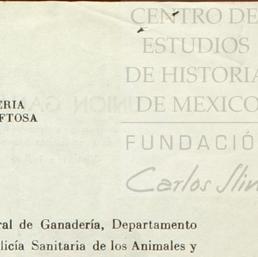 CENTRO DE
ESTUDIOS
DE HISTORIA
DE MEXICO
ERIA
FTOSA
FUNDACIÓ
Carlos Slim
ral de Ganadería, Departamento
licía Sanitaria de los Animales y